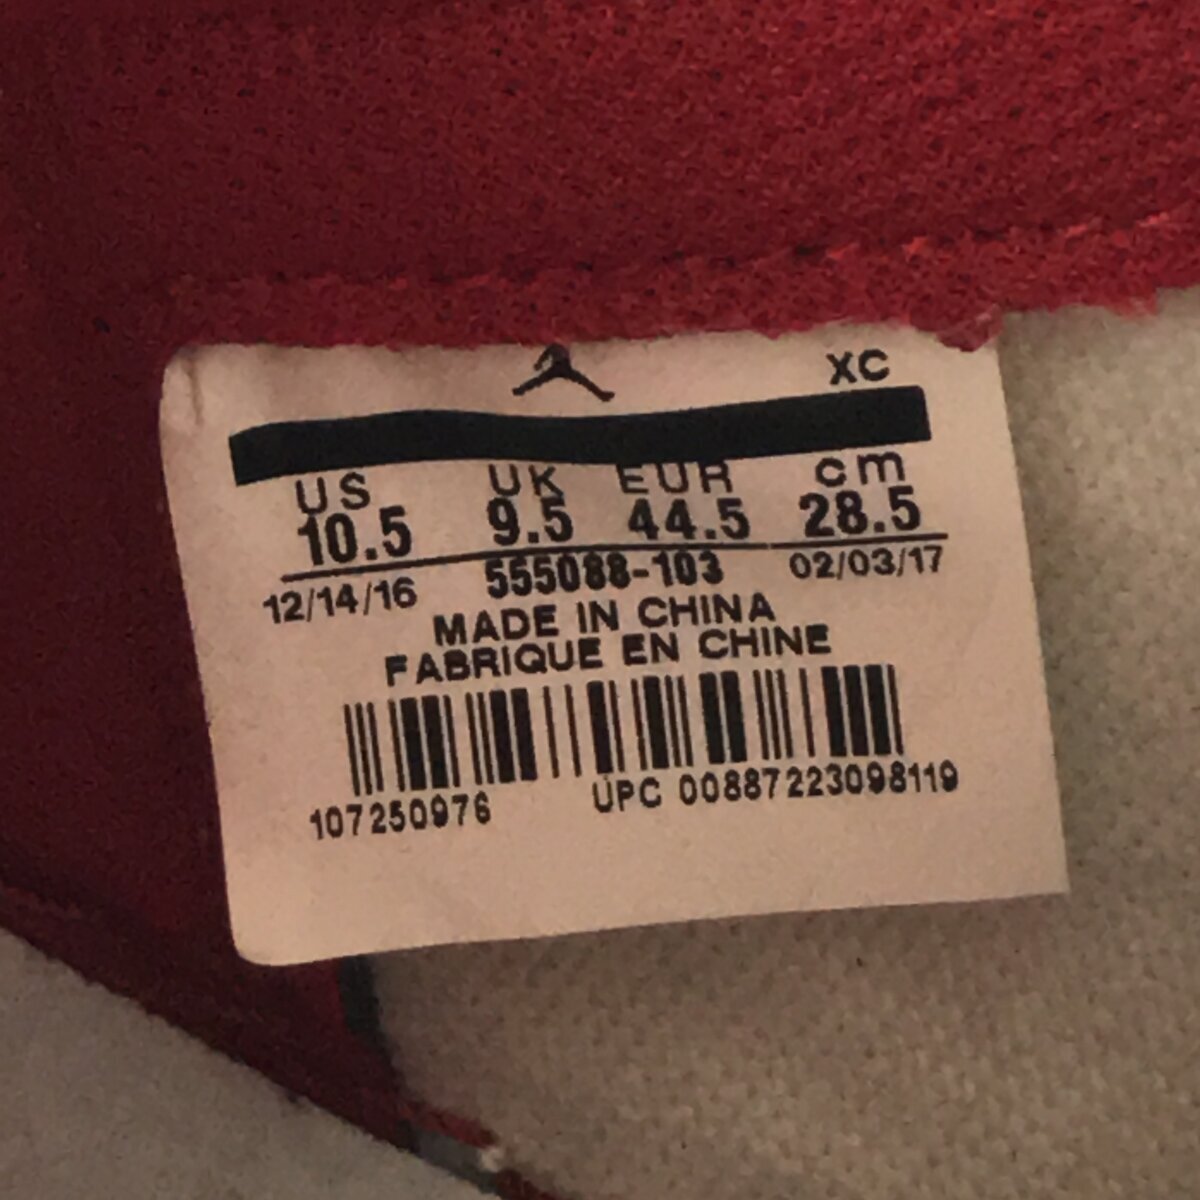 XC
US UK EUR cm
10.5 9.5 44.5 28.5
12/14/16 555088-103 02/03/17
MADE IN CHINA
FABRIQUE EN CHINE
107250976 UPC 00887223098119